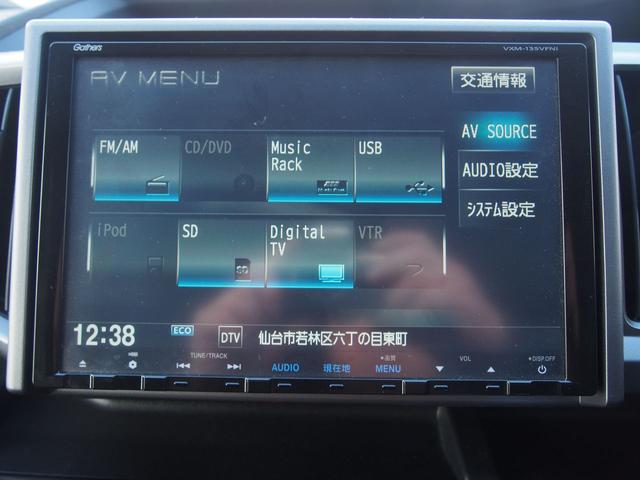 Gathers VXM-135VFNi
AV MENU 交通情報
FM/AM CD/DVD Music Rack USB AV SOURCE
AUDIO設定
iPod SD Digital TV VTR システム設定
SD
12:38 ECO DTV 仙台市若林区六丁の目東町
TUNE/TRACK AUDIO 現在地 MENU VOL DISP OFF